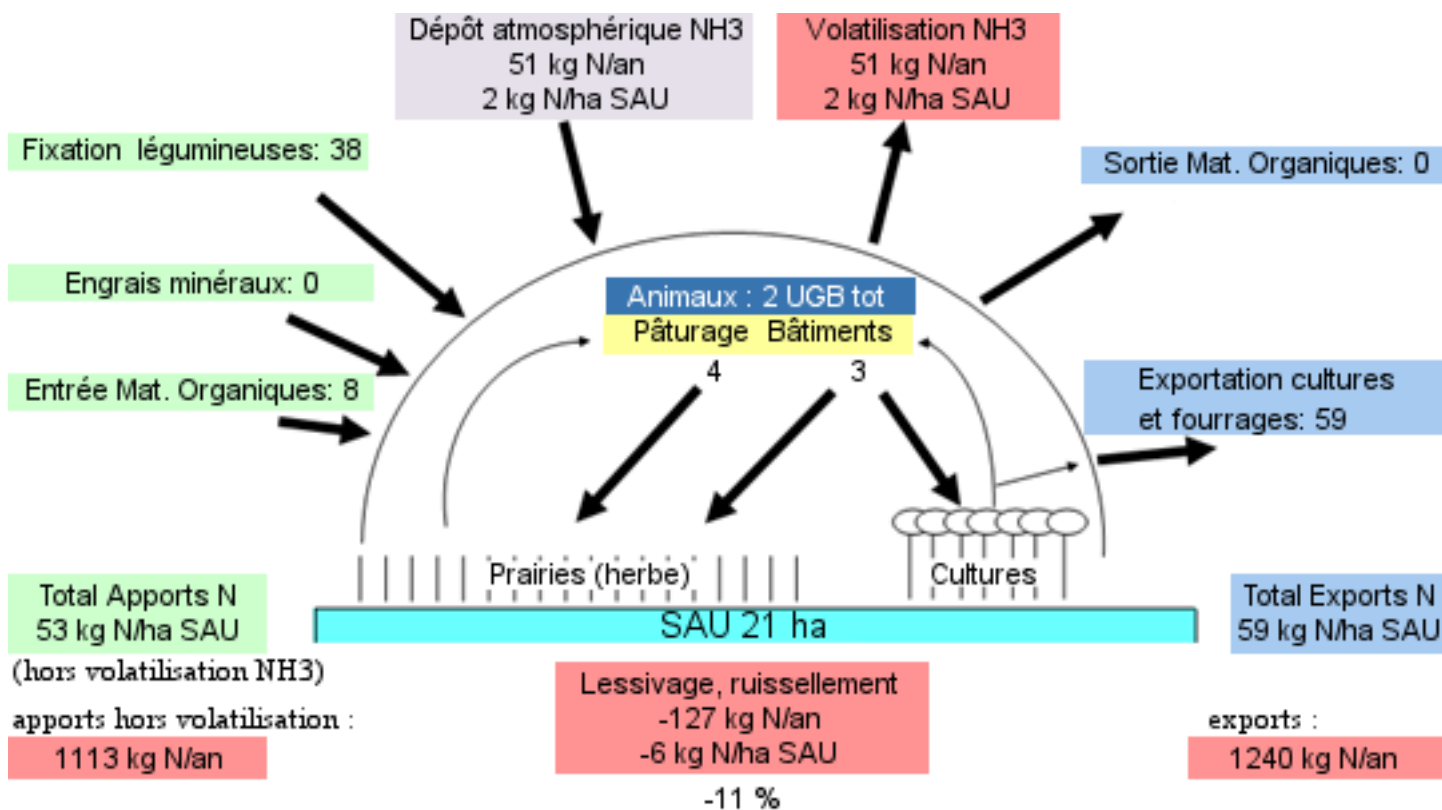 Dépôt atmosphérique NH3
51 kg N/an
2 kg N/ha SAU
Volatilisation NH3
51 kg N/an
2 kg N/ha SAU
Fixation légumineuses: 38
Sortie Mat. Organiques: 0
Engrais minéraux: 0
Animaux : 2 UGB tot
Pâturage Bâtiments
4 3
Entrée Mat. Organiques: 8
Exportation cultures
et fourrages: 59
Prairies (herbe)
Cultures
Total Apports N
53 kg N/ha SAU
(hors volatilisation NH3)
SAU 21 ha
Total Exports N
59 kg N/ha SAU
apports hors volatilisation :
1113 kg N/an
Lessivage, ruissellement
-127 kg N/an
-6 kg N/ha SAU
-11 %
exports :
1240 kg N/an